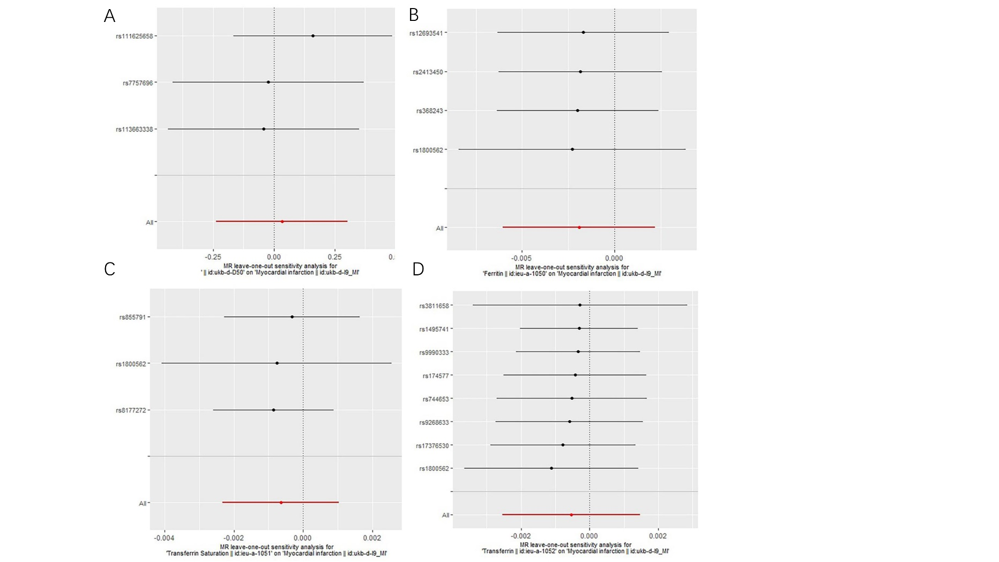 A
rs111625658
rs7757696
rs113663338
All
-0.25 0.00 0.25 0.
MR leave-one-out sensitivity analysis for
' || id:ukb-d-D50' on 'Myocardial infarction || id:ukb-d-I9_MI'
B
rs12693541
rs2413450
rs368243
rs1800562
All
-0.005 0.000
MR leave-one-out sensitivity analysis for
'Ferritin || id:ieu-a-1050' on 'Myocardial infarction || id:ukb-d-I9_MI'
C
rs855791
rs1800562
rs8177272
All
-0.004 -0.002 0.000 0.002
MR leave-one-out sensitivity analysis for
'Transferrin Saturation || id:ieu-a-1051' on 'Myocardial infarction || id:ukb-d-I9_MI'
D
rs3811658
rs1495741
rs9990333
rs174577
rs744653
rs9268633
rs17376530
rs1800562
All
-0.002 0.000 0.002
MR leave-one-out sensitivity analysis for
'Transferrin || id:ieu-a-1052' on 'Myocardial infarction || id:ukb-d-I9_MI'